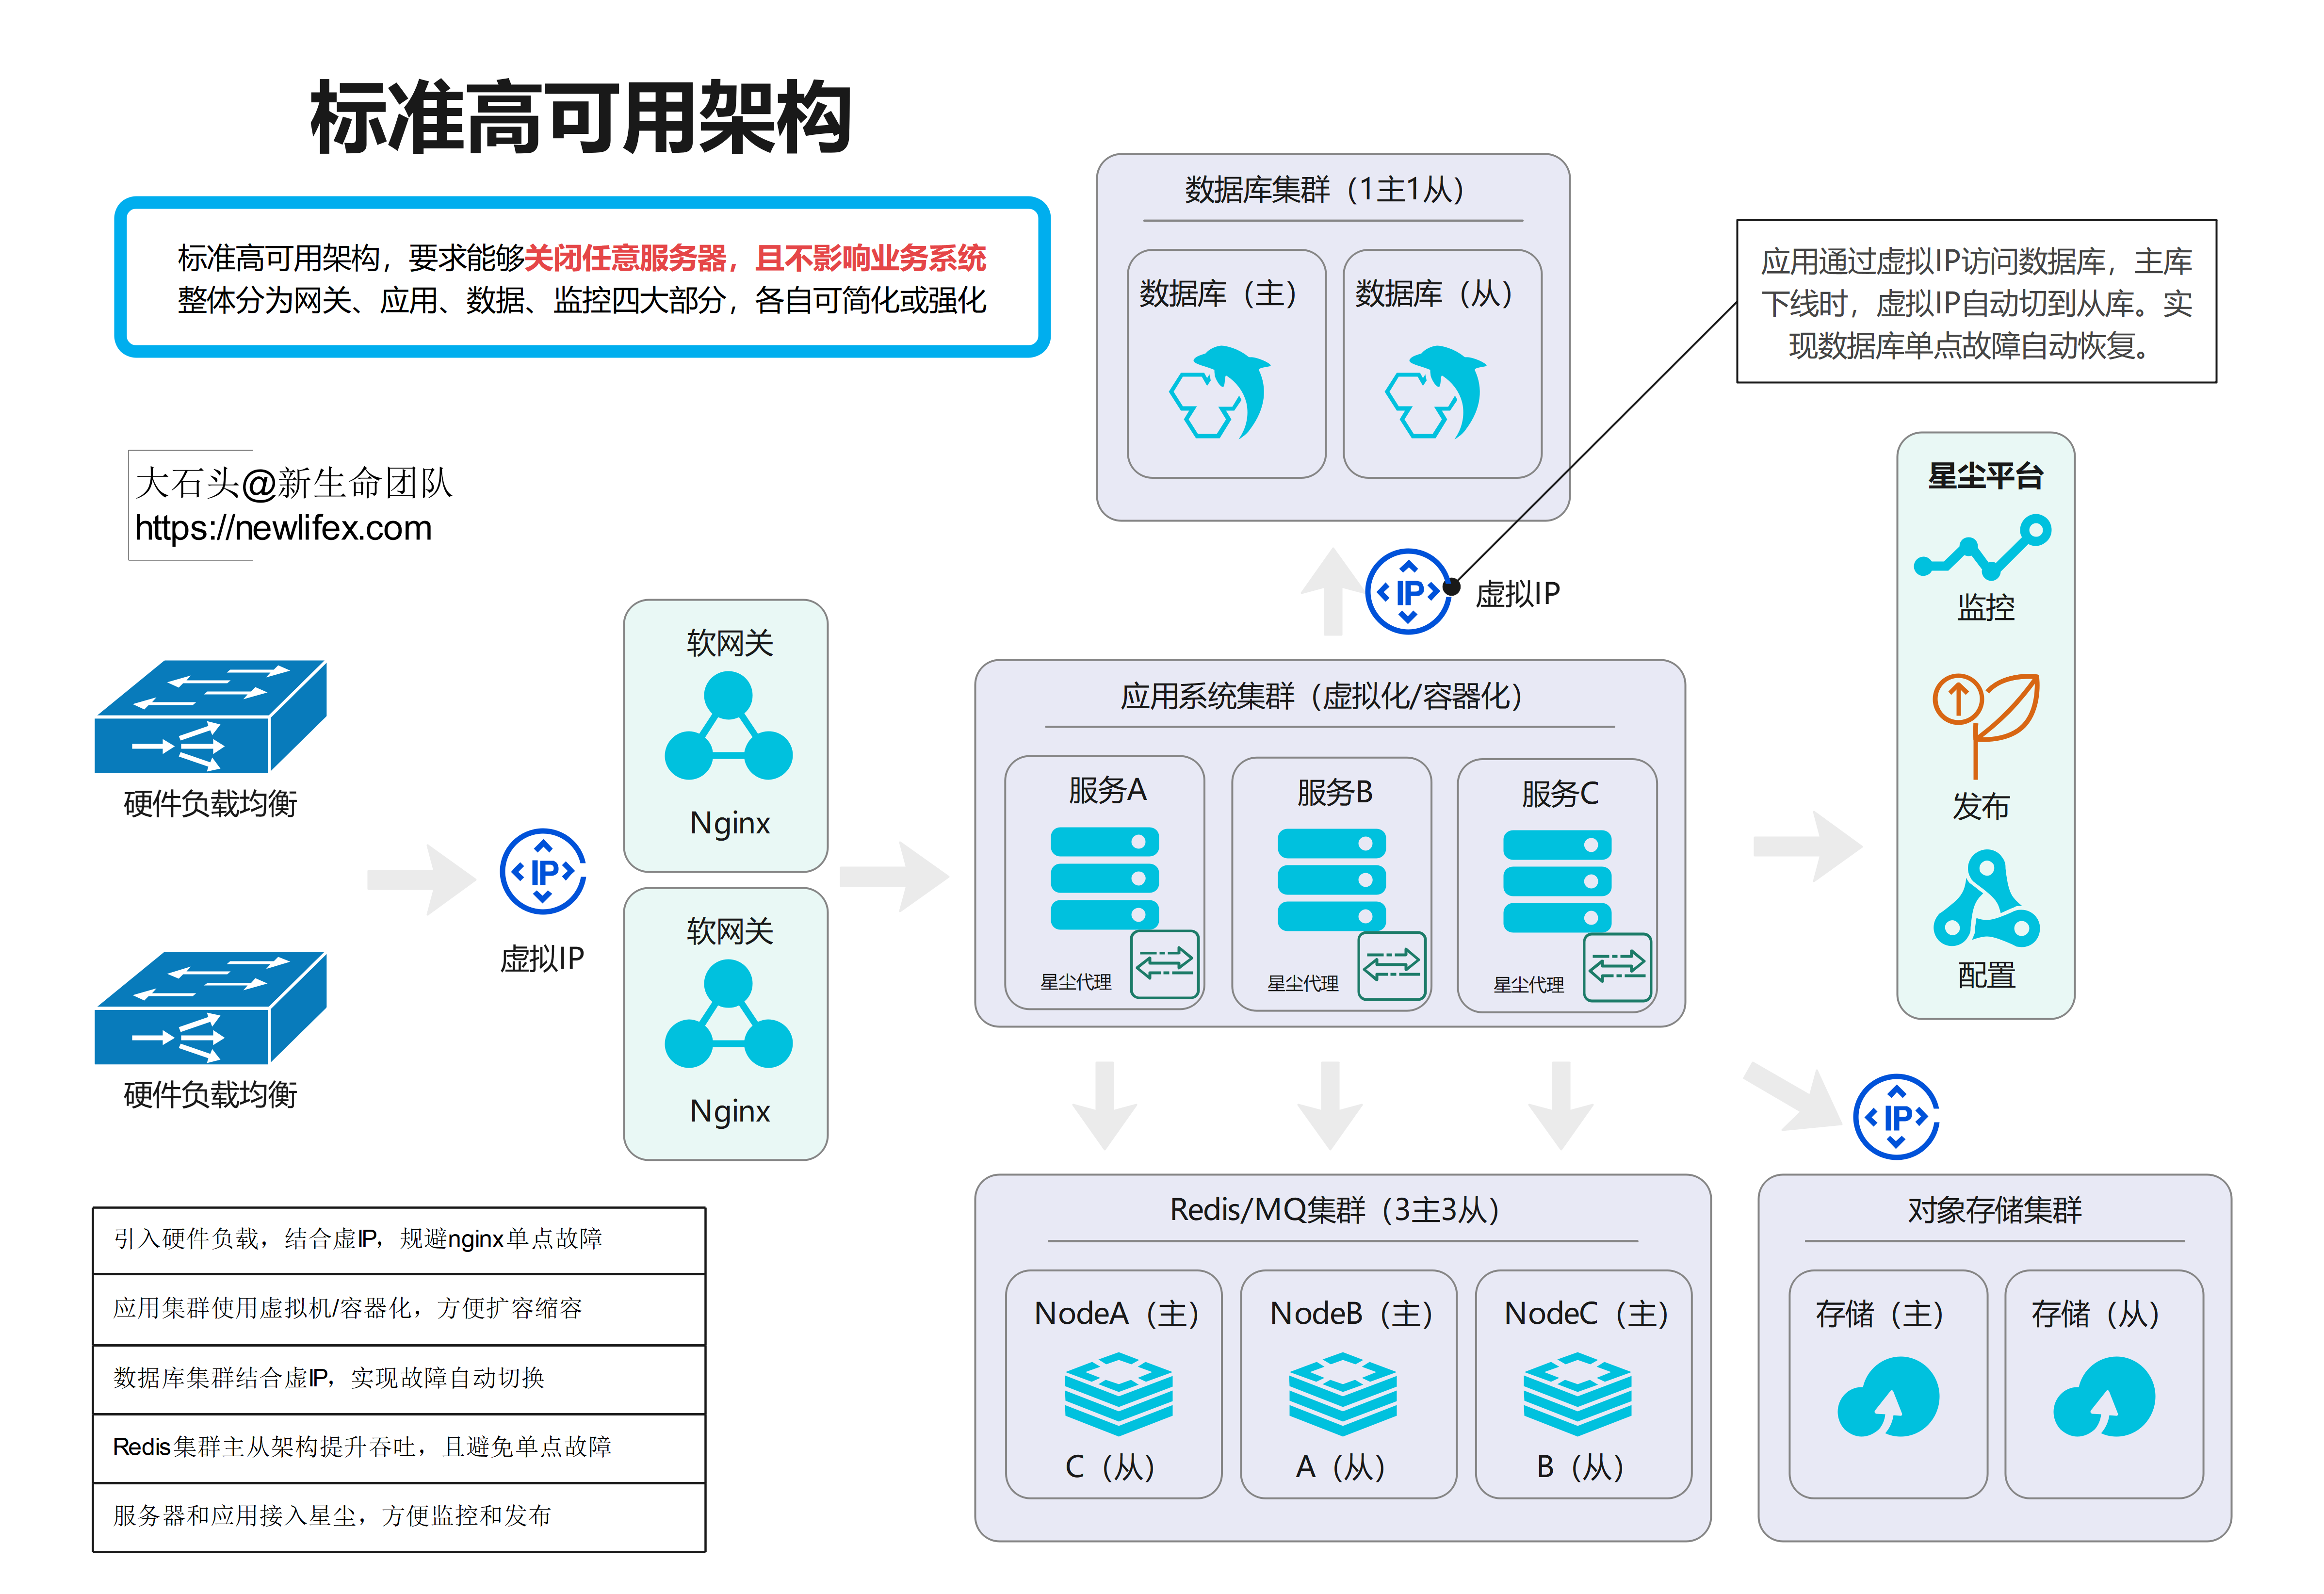 标准高可用架构
标准高可用架构，要求能够关闭任意服务器，且不影响业务系统
整体分为网关、应用、数据、监控四大部分，各自可简化或强化
大石头@新生命团队
https://newlifex.com
数据库集群（1主1从）
数据库（主）
数据库（从）
应用通过虚拟IP访问数据库，主库
下线时，虚拟IP自动切到从库。实
现数据库单点故障自动恢复。
IP
虚拟IP
硬件负载均衡
硬件负载均衡
IP
虚拟IP
软网关
Nginx
软网关
Nginx
应用系统集群（虚拟化/容器化）
服务A
星尘代理
服务B
星尘代理
服务C
星尘代理
星尘平台
监控
发布
配置
IP
Redis/MQ集群（3主3从）
NodeA（主）
C（从）
NodeB（主）
A（从）
NodeC（主）
B（从）
对象存储集群
存储（主）
存储（从）
引入硬件负载，结合虚IP，规避nginx单点故障
应用集群使用虚拟机/容器化，方便扩容缩容
数据库集群结合虚IP，实现故障自动切换
Redis集群主从架构提升吞吐，且避免单点故障
服务器和应用接入星尘，方便监控和发布